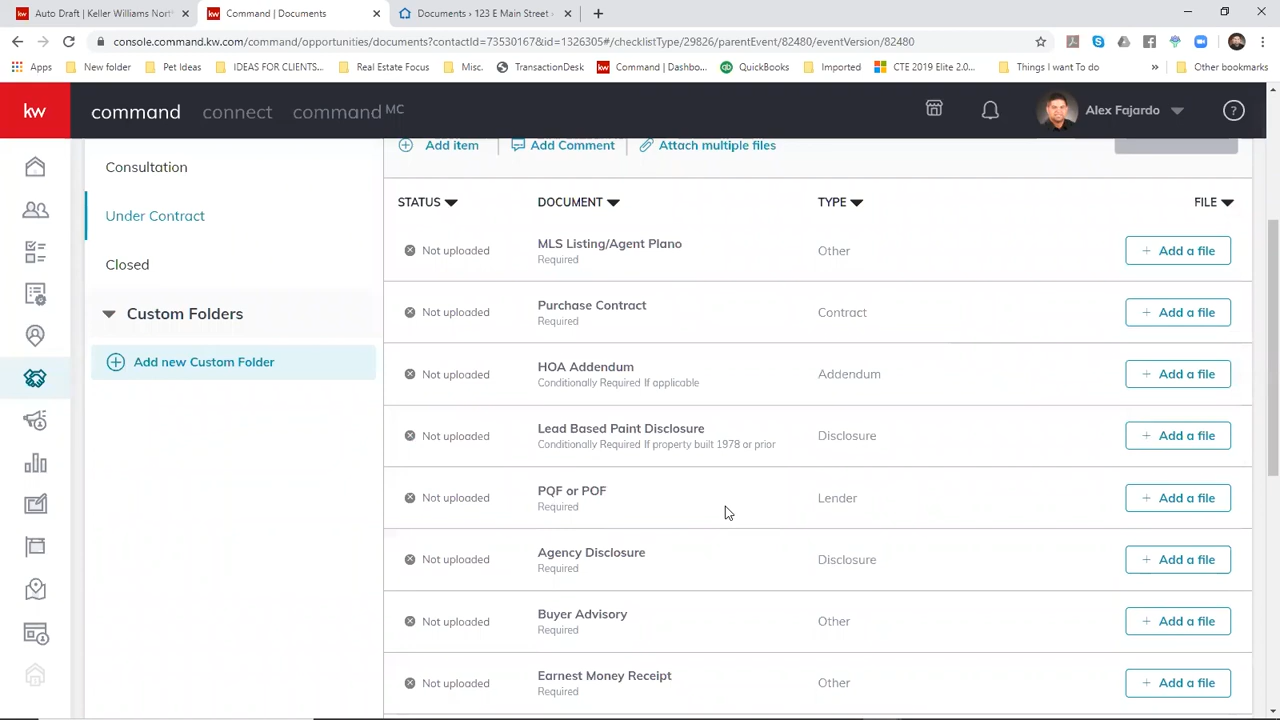 Auto Draft | Keller Williams Nort
Command | Documents
Documents › 123 E Main Street
console.command.kw.com/command/opportunities/documents?contactId=73530167&id=1326305#/checklistType/29826/parentEvent/82480/eventVersion/82480
Apps
New folder
Pet Ideas
IDEAS FOR CLIENTS...
Real Estate Focus
Misc.
TransactionDesk
Command | Dashbo...
QuickBooks
Imported
CTE 2019 Elite 2.0...
Things I want To Do
»
Other bookmarks
kw
command
connect
command MC
Alex Fajardo
Consultation
Under Contract
Closed
Custom Folders
Add new Custom Folder
Add item
Add Comment
Attach multiple files
STATUS DOCUMENT TYPE FILE
Not uploaded MLS Listing/Agent Plano Other + Add a file
Required
Not uploaded Purchase Contract Contract + Add a file
Required
Not uploaded HOA Addendum Addendum + Add a file
Conditionally Required If applicable
Not uploaded Lead Based Paint Disclosure Disclosure + Add a file
Conditionally Required If property built 1978 or prior
Not uploaded PQF or POF Lender + Add a file
Required
Not uploaded Agency Disclosure Disclosure + Add a file
Required
Not uploaded Buyer Advisory Other + Add a file
Required
Not uploaded Earnest Money Receipt Other + Add a file
Required